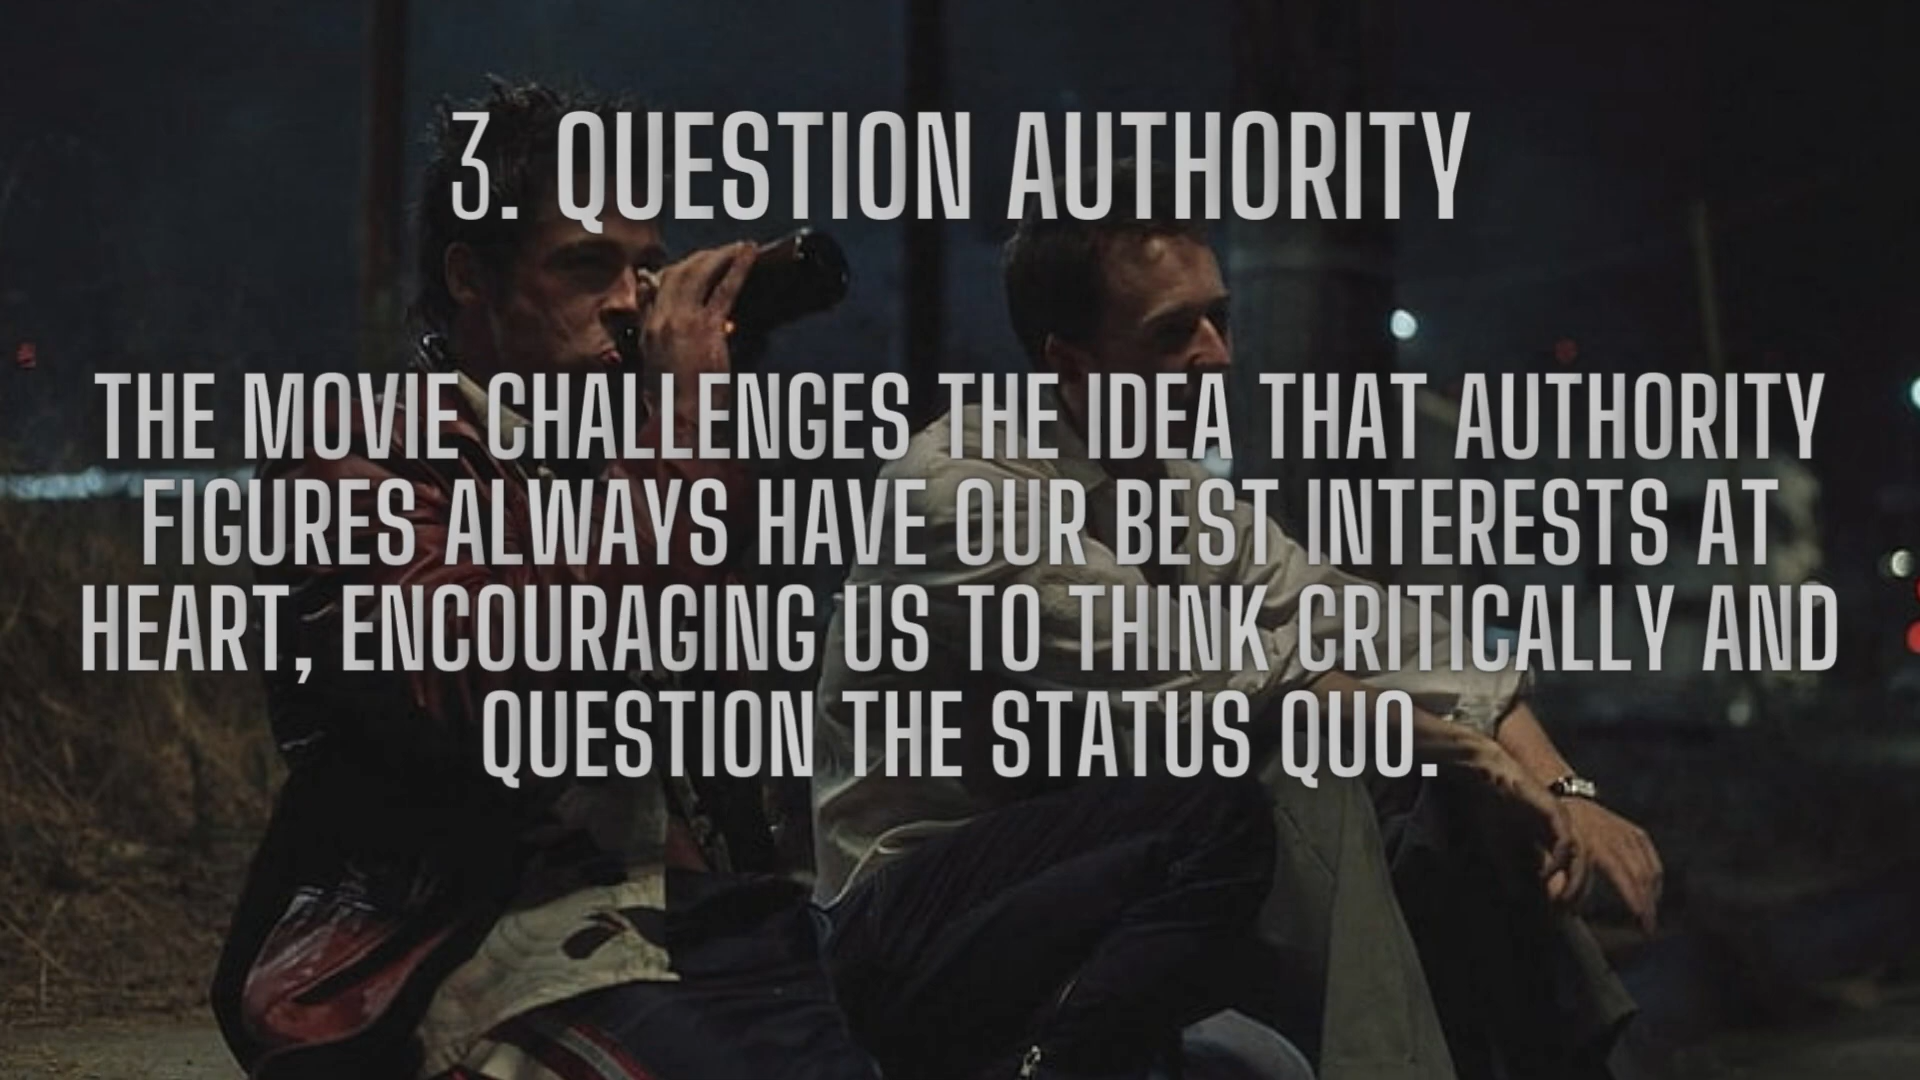 3. QUESTION AUTHORITY
THE MOVIE CHALLENGES THE IDEA THAT AUTHORITY
FIGURES ALWAYS HAVE OUR BEST INTERESTS AT
HEART, ENCOURAGING US TO THINK CRITICALLY AND
QUESTION THE STATUS QUO.